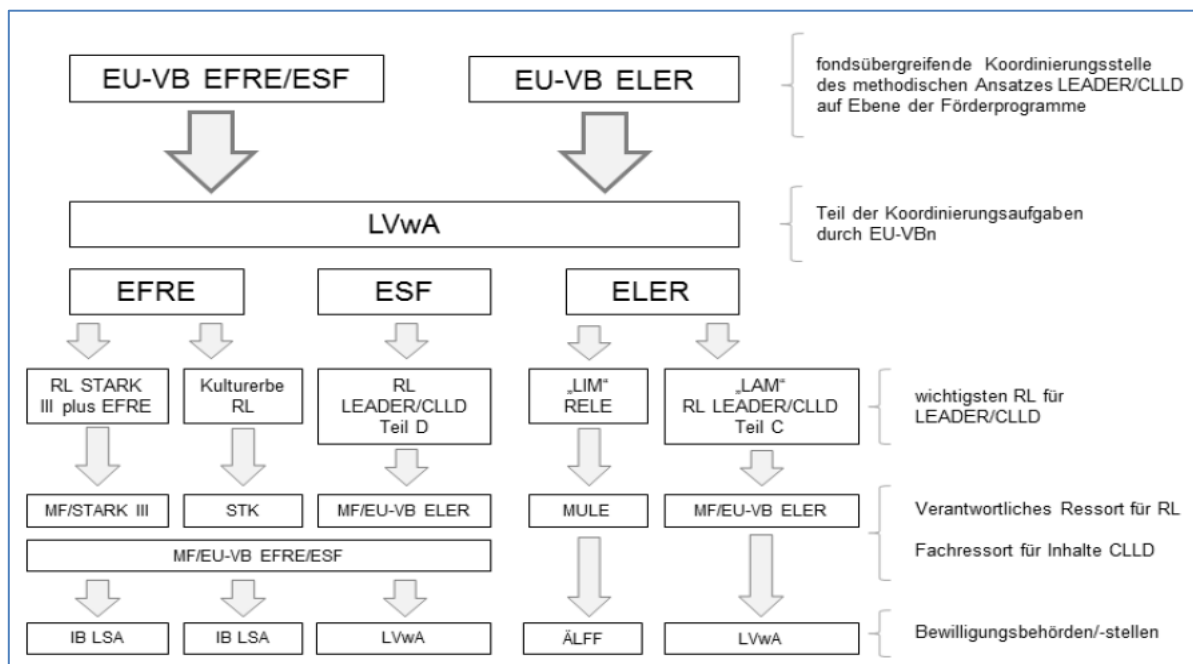 EU-VB EFRE/ESF
EU-VB ELER
fondsübergreifende Koordinierungsstelle
des methodischen Ansatzes LEADER/CLLD
auf Ebene der Förderprogramme
LVwA
Teil der Koordinierungsaufgaben
durch EU-VBn
EFRE
ESF
ELER
RL STARK
III plus EFRE
Kulturerbe
RL
RL
LEADER/CLLD
Teil D
„LIM“
RELE
„LAM“
RL LEADER/CLLD
Teil C
wichtigsten RL für
LEADER/CLLD
MF/STARK III
STK
MF/EU-VB ELER
MULE
MF/EU-VB ELER
Verantwortliches Ressort für RL
MF/EU-VB EFRE/ESF
Fachressort für Inhalte CLLD
IB LSA
IB LSA
LVwA
ÄLFF
LVwA
Bewilligungsbehörden/-stellen